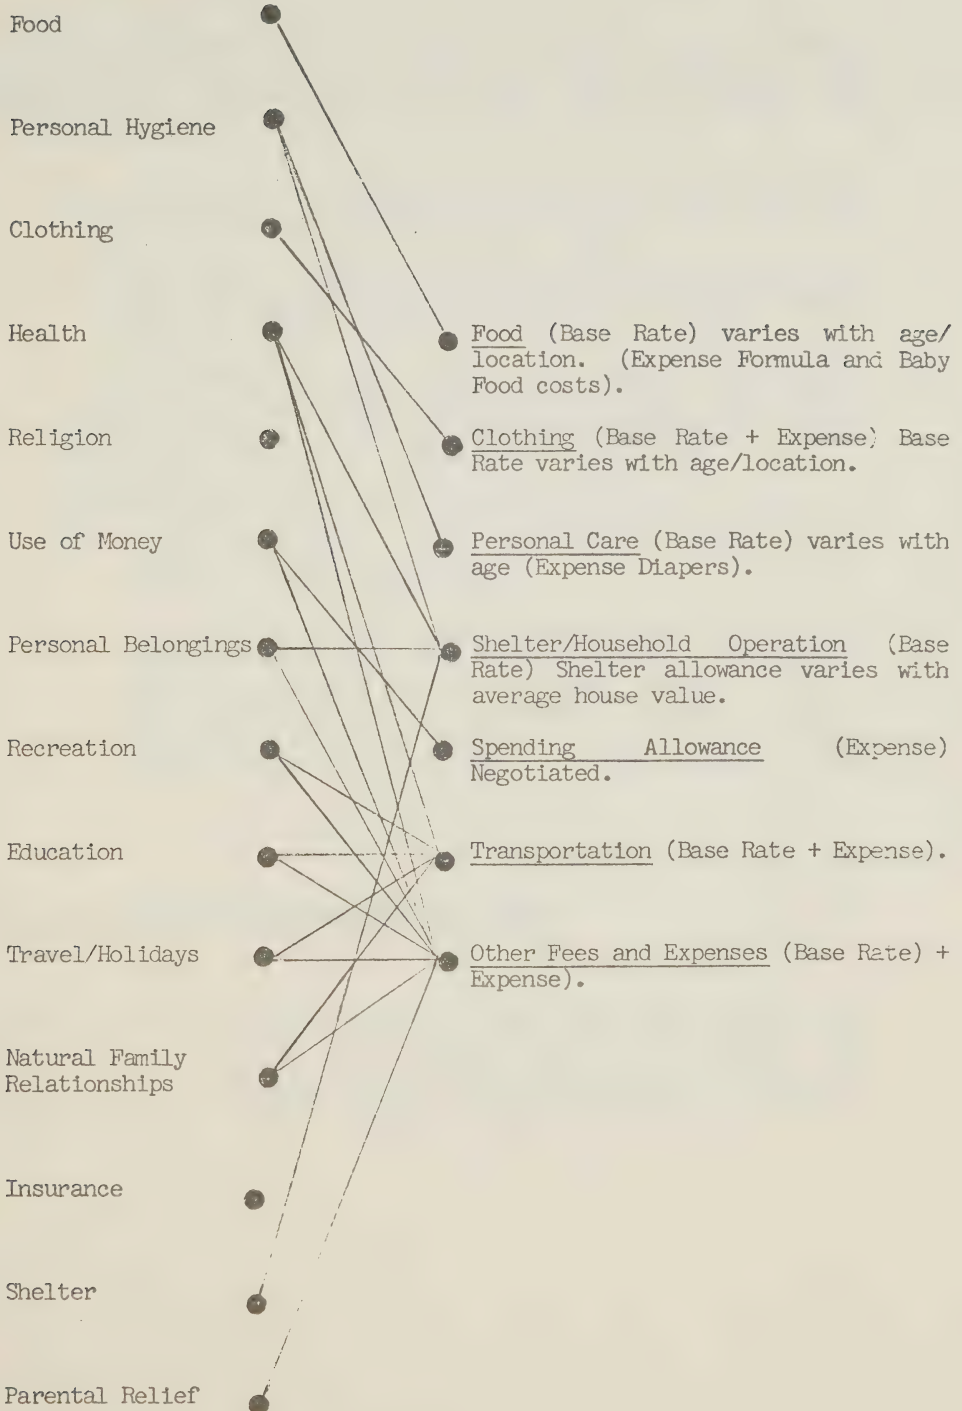 Food
Personal Hygiene
Clothing
Health
Religion
Use of Money
Personal Belongings
Recreation
Education
Travel/Holidays
Natural Family
Relationships
Insurance
Shelter
Parental Relief
Food (Base Rate) varies with age/
location. (Expense Formula and Baby
Food costs).
Clothing (Base Rate + Expense) Base
Rate varies with age/location.
Personal Care (Base Rate) varies with
age (Expense Diapers).
Shelter/Household Operation (Base
Rate) Shelter allowance varies with
average house value.
Spending Allowance (Expense)
Negotiated.
Transportation (Base Rate + Expense).
Other Fees and Expenses (Base Rate) +
Expense).